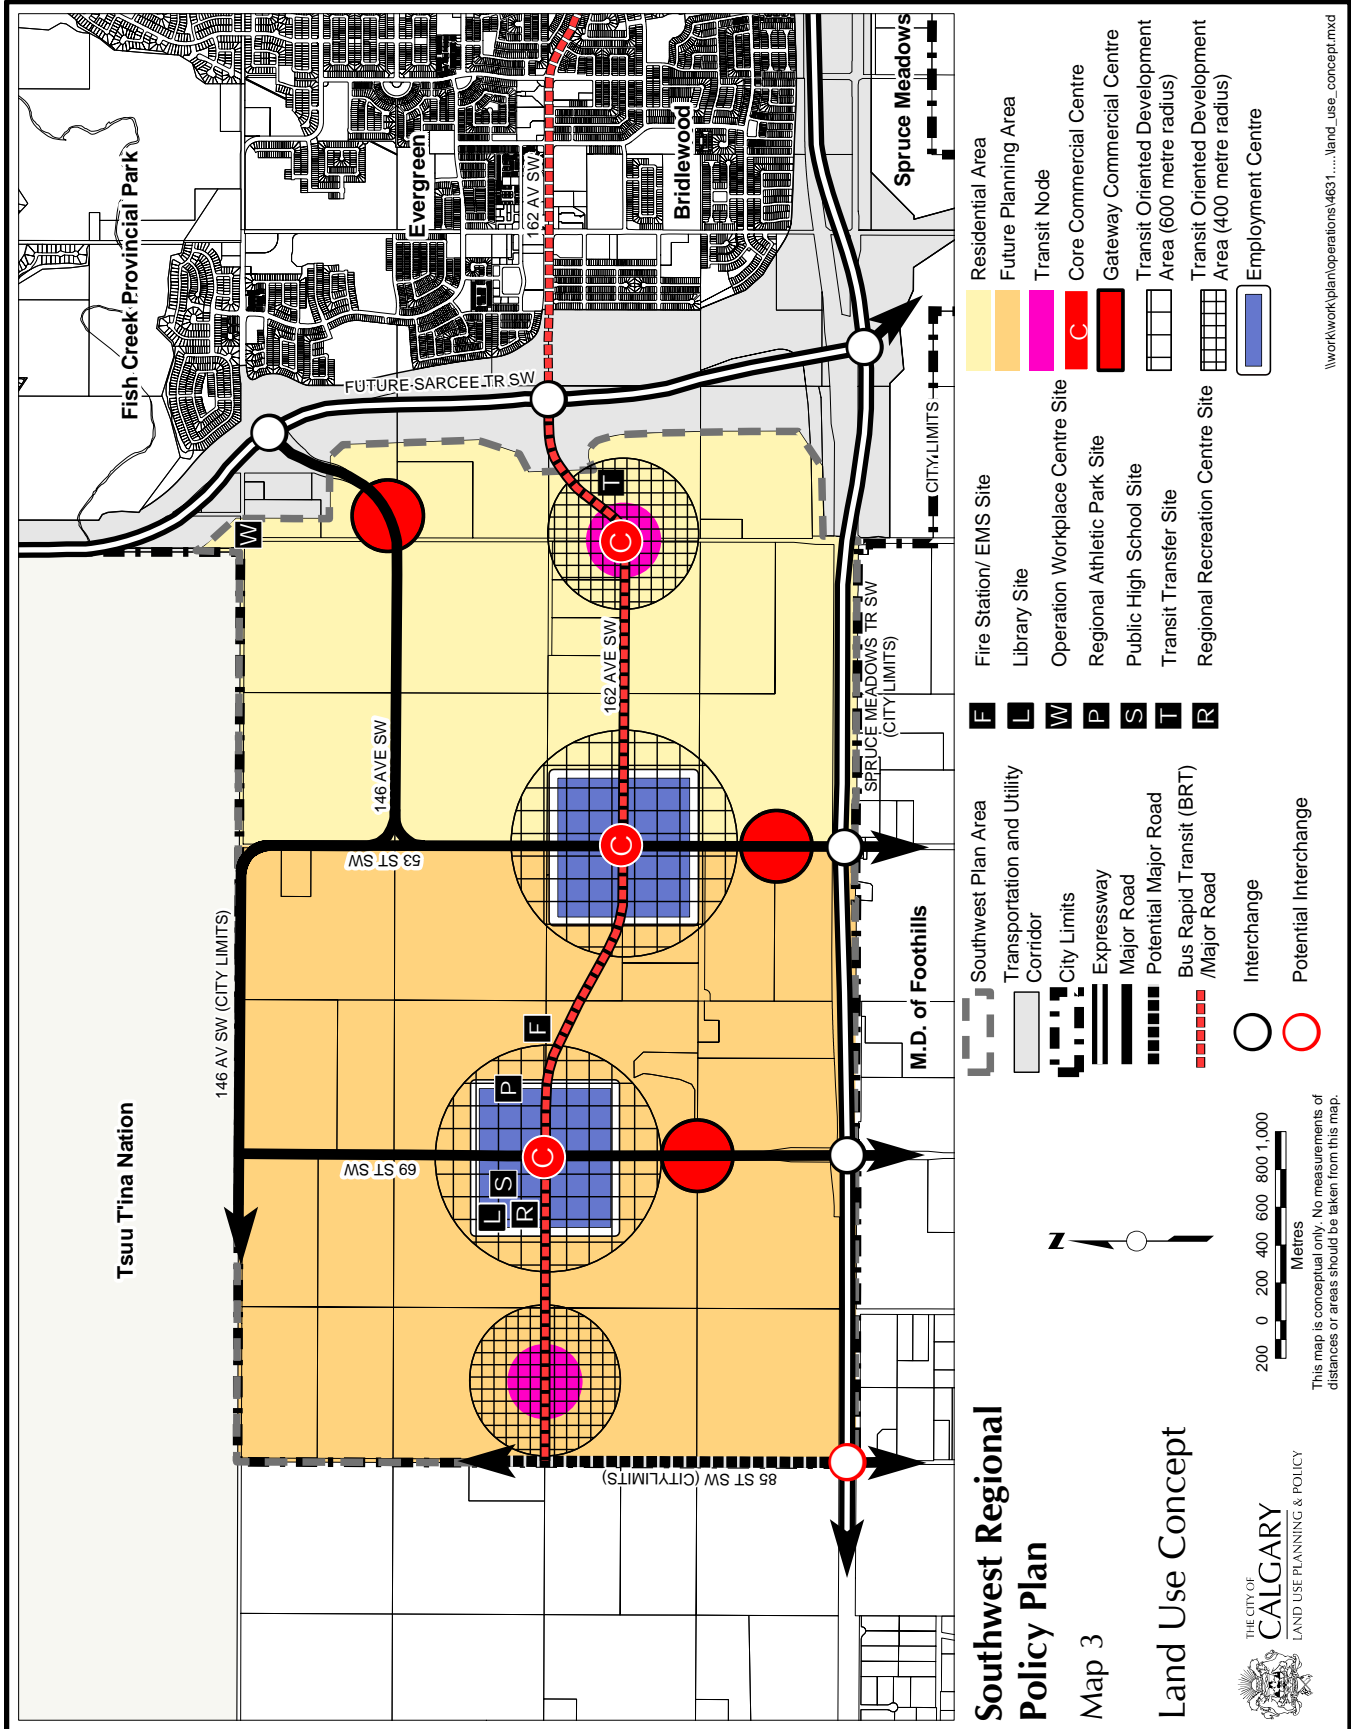 Tsuu T'ina Nation
Fish Creek Provincial Park
Evergreen
Bridlewood
Spruce Meadows
M.D. of Foothills
146 AV SW (CITY LIMITS)
146 AVE SW
53 ST SW
69 ST SW
85 ST SW (CITYLIMITS)
162 AVE SW
162 AV SW
FUTURE SARCEE TR SW
SPRUCE MEADOWS TR SW
(CITY LIMITS)
CITY LIMITS
W
T
C
C
C
F
P
S
L
R
Southwest Regional
Policy Plan
Map 3
Land Use Concept
THE CITY OF
CALGARY
LAND USE PLANNING & POLICY
N
200 0 200 400 600 800 1,000
Metres
This map is conceptual only. No measurements of
distances or areas should be taken from this map.
Southwest Plan Area
Transportation and Utility
Corridor
City Limits
Expressway
Major Road
Potential Major Road
Bus Rapid Transit (BRT)
/Major Road
Interchange
Potential Interchange
F Fire Station/ EMS Site
L Library Site
W Operation Workplace Centre Site
P Regional Athletic Park Site
S Public High School Site
T Transit Transfer Site
R Regional Recreation Centre Site
Residential Area
Future Planning Area
Transit Node
C Core Commercial Centre
Gateway Commercial Centre
Transit Oriented Development
Area (600 metre radius)
Transit Oriented Development
Area (400 metre radius)
Employment Centre
\\work\work\plan\operations\4631....\land_use_concept.mxd